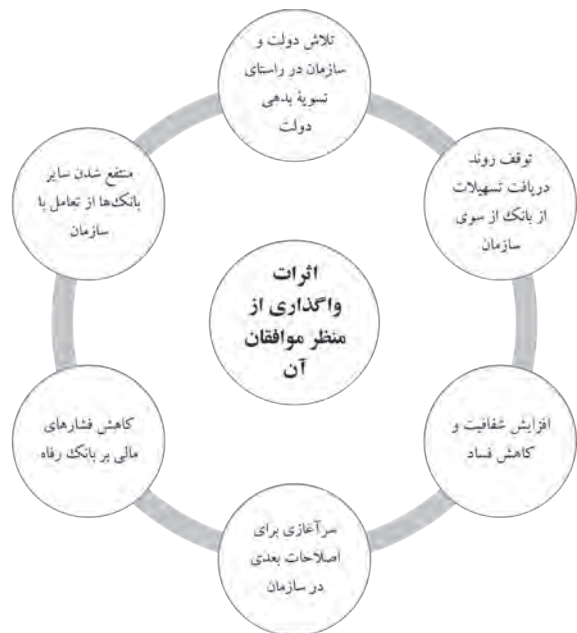 تلاش دولت و
سازمان در راستای
تسویهٔ بدهی
دولت
توقف روند
دریافت تسهیلات
از بانک از سوی
سازمان
افزایش شفافیت و
کاهش فساد
سرآغازی برای
اصلاحات بعدی
در سازمان
کاهش فشارهای
مالی بر بانک رفاه
منتفع شدن سایر
بانک‌ها از تعامل با
سازمان
اثرات
واگذاری از
منظر موافقان
آن